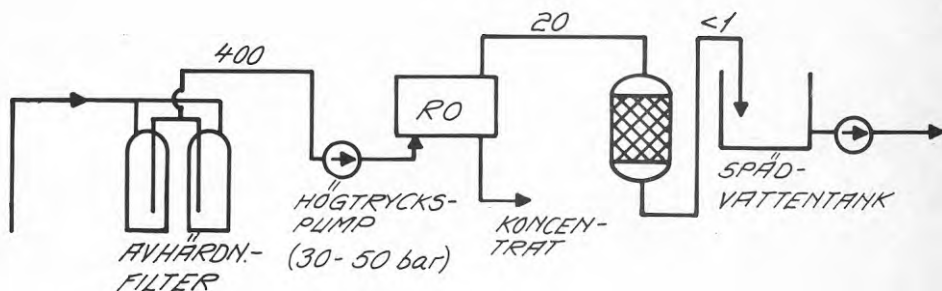 400
20
<1
RO
HÖGTRYCKS-
PUMP
(30-50 bar)
KONCEN-
TRAT
SPÄD-
VATTENTANK
AVHÄRDN.-
FILTER